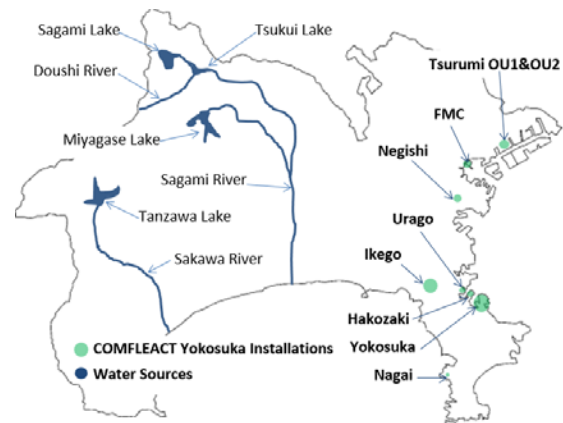 Sagami Lake
Tsukui Lake
Doushi River
Tsurumi OU1&OU2
FMC
Miyagase Lake
Negishi
Sagami River
Tanzawa Lake
Urago
Ikego
Sakawa River
Hakozaki
COMFLEACT Yokosuka Installations
Yokosuka
Water Sources
Nagai